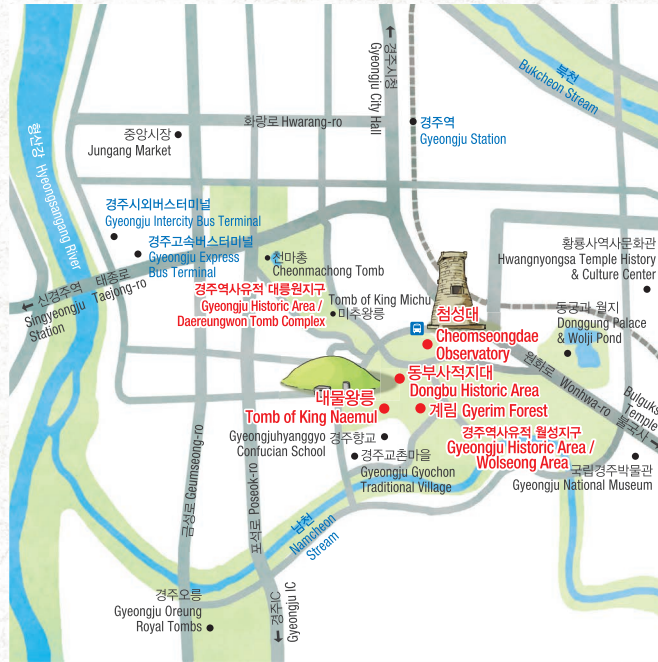 경주시청
Gyeongju City Hall
북천
Bukcheon Stream
화랑로 Hwarang-ro
경주역
Gyeongju Station
중앙시장
Jungang Market
형산강 Hyeongsangang River
경주시외버스터미널
Gyeongju Intercity Bus Terminal
경주고속버스터미널
Gyeongju Express
Bus Terminal
천마총
Cheonmachong Tomb
황룡사역사문화관
Hwangnyongsa Temple History
& Culture Center
신경주역
Singyeongju
Station
태종로
Taejong-ro
경주역사유적 대릉원지구
Gyeongju Historic Area /
Daereungwon Tomb Complex
Tomb of King Michu
미추왕릉
첨성대
Cheomseongdae
Observatory
동궁과 월지
Donggung Palace
& Wolji Pond
동부사적지대
Dongbu Historic Area
원화로 Wonhwa-ro
내물왕릉
Tomb of King Naemul
계림 Gyerim Forest
Bulguks
Temple
불국사
Gyeongjuhyanggyo 경주향교
Confucian School
경주역사유적 월성지구
Gyeongju Historic Area /
Wolseong Area
경주교촌마을
Gyeongju Gyochon
Traditional Village
국립경주박물관
Gyeongju National Museum
금성로 Geumseong-ro
포석로 Poseok-ro
남천
Namcheon
Stream
경주오릉
Gyeongju Oreung
Royal Tombs
경주IC
Gyeongju IC